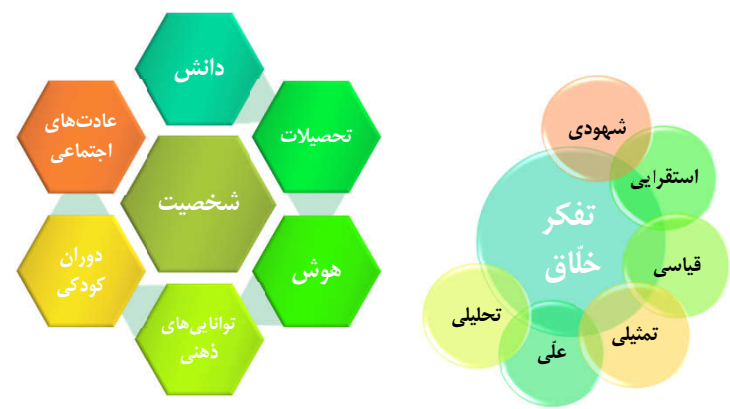 شهودی
استقرایی
قیاسی
تمثیلی
علّی
تحلیلی
تفکر
خلّاق
دانش
تحصیلات
هوش
توانایی‌های
ذهنی
دوران
کودکی
عادت‌های
اجتماعی
شخصیت